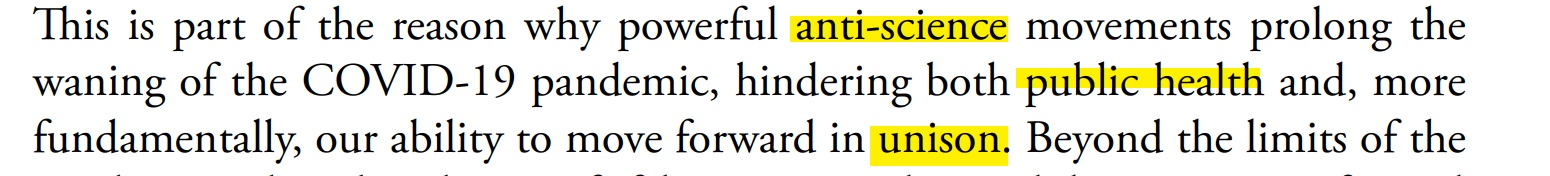 This is part of the reason why powerful anti-science movements prolong the
waning of the COVID-19 pandemic, hindering both public health and, more
fundamentally, our ability to move forward in unison. Beyond the limits of the